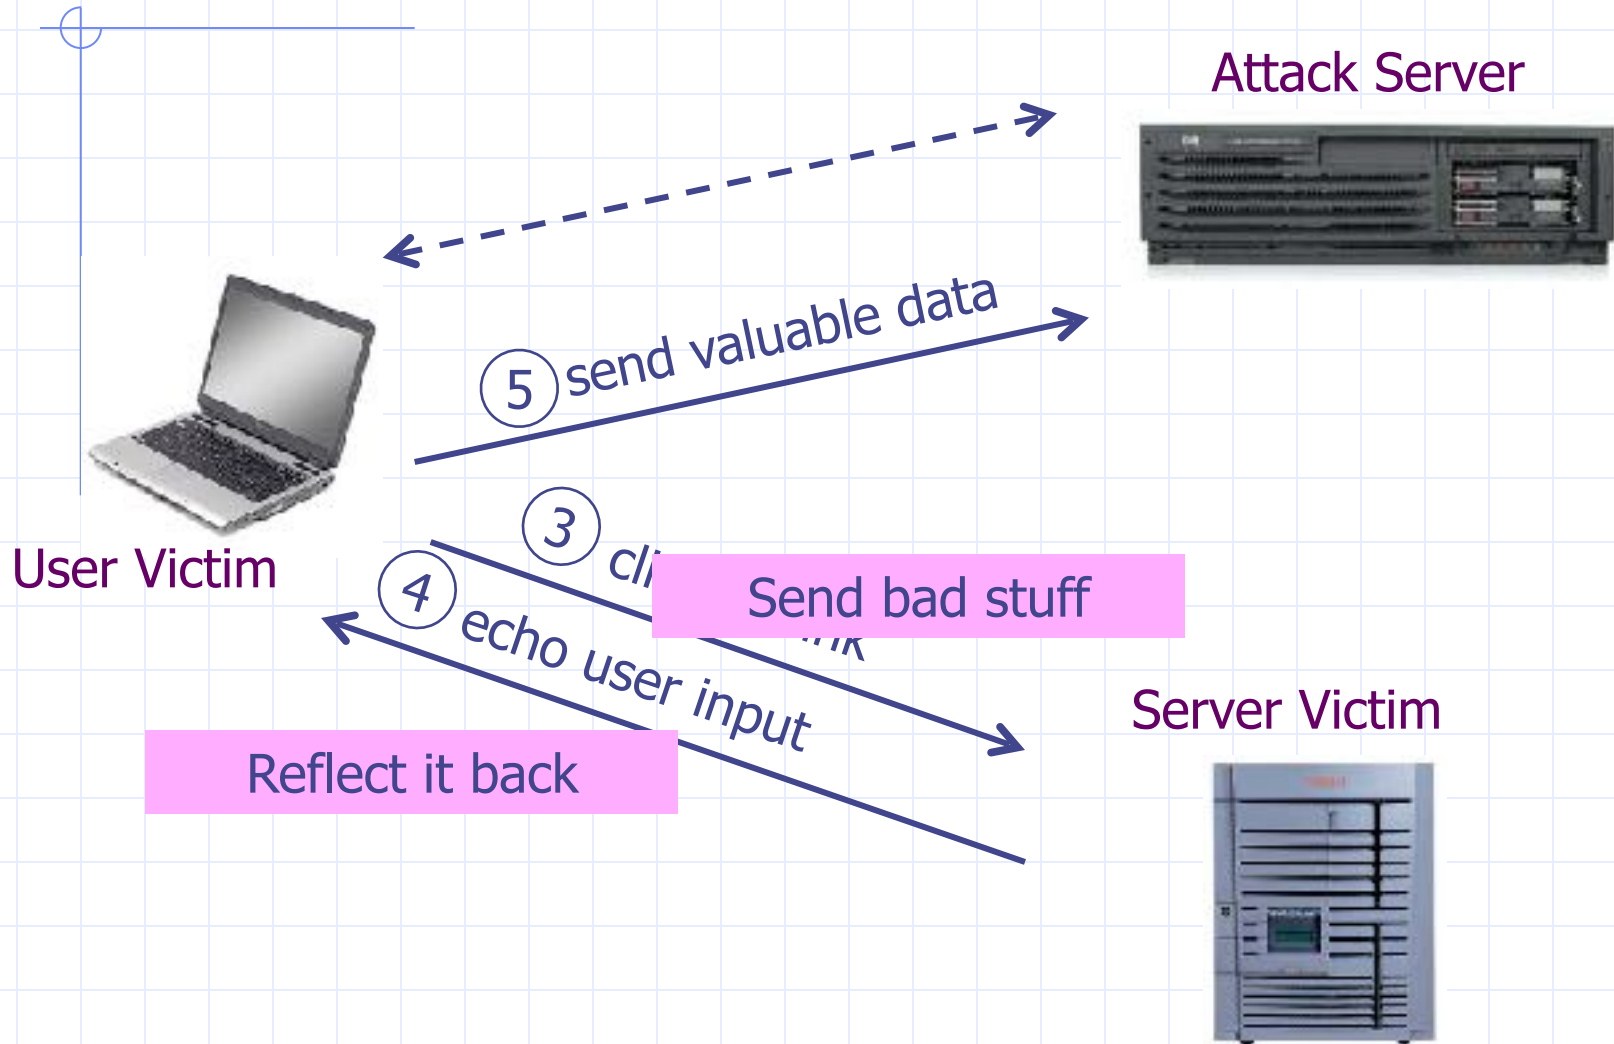 Attack Server
5 send valuable data
3
User Victim
Send bad stuff
4 echo user input
Server Victim
Reflect it back